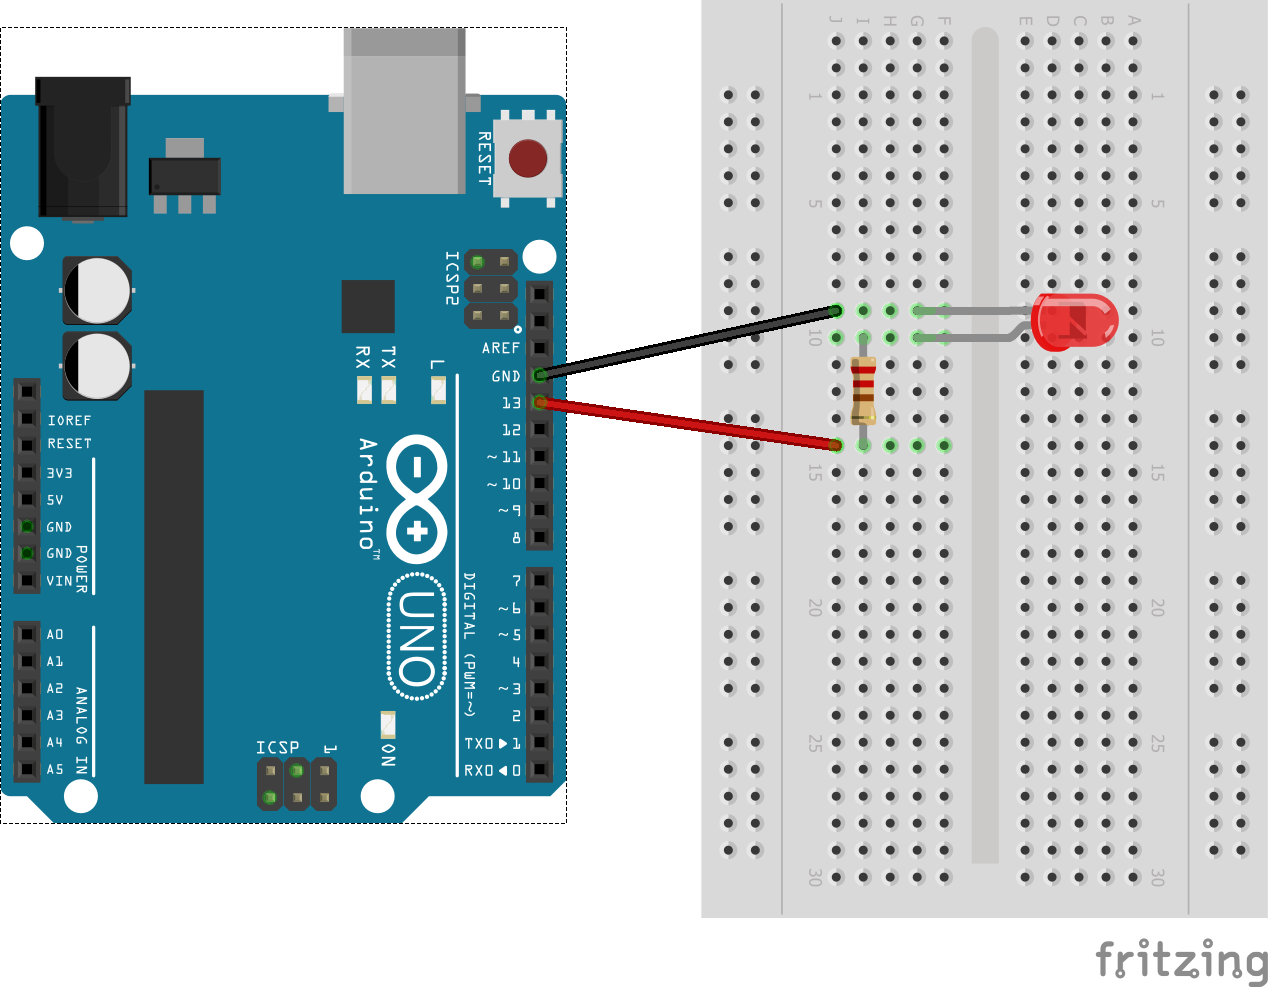 J I H G F E D C B A
1 1
5 5
10 10
15 15
20 20
25 25
30 30
RESET
ICSP2
AREF
GND
13
12
~11
~10
~9
8
7
~6
~5
4
~3
2
TX0▶1
RX0◀0
RX TX L
IOREF
RESET
3V3
5V
GND
GND
VIN
POWER
A0
A1
A2
A3
A4
A5
ANALOG IN
Arduino™
UNO
DIGITAL (PWM=~)
ICSP 1
ON
fritzing